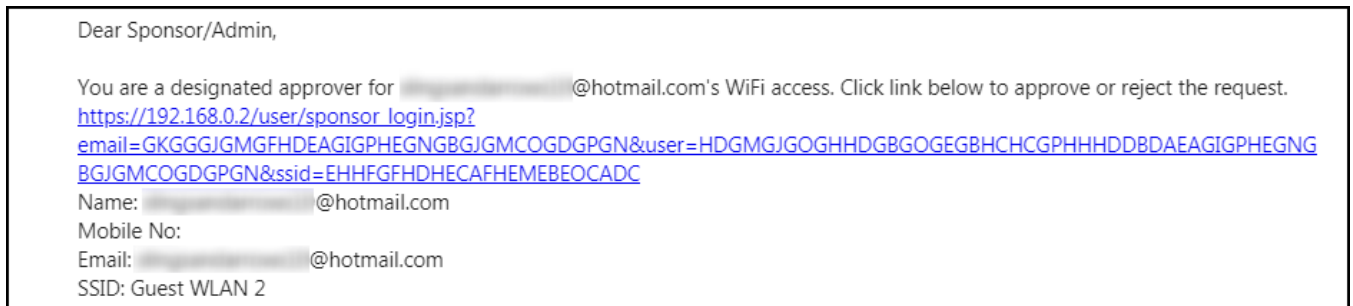 Dear Sponsor/Admin,
You are a designated approver for @hotmail.com's WiFi access. Click link below to approve or reject the request.
https://192.168.0.2/user/sponsor_login.jsp?
email=GKGGGJGMGFHDEAGIGPHEGNGBGJGMCOGDGPGN&user=HDGMGJGOGHHDGBGOGEGBHCHCGPHHHDDBDAEAGIGPHEGNG
BGJGMCOGDGPGN&ssid=EHHFGFHDHECAFHEMEBEOCADC
Name: @hotmail.com
Mobile No:
Email: @hotmail.com
SSID: Guest WLAN 2